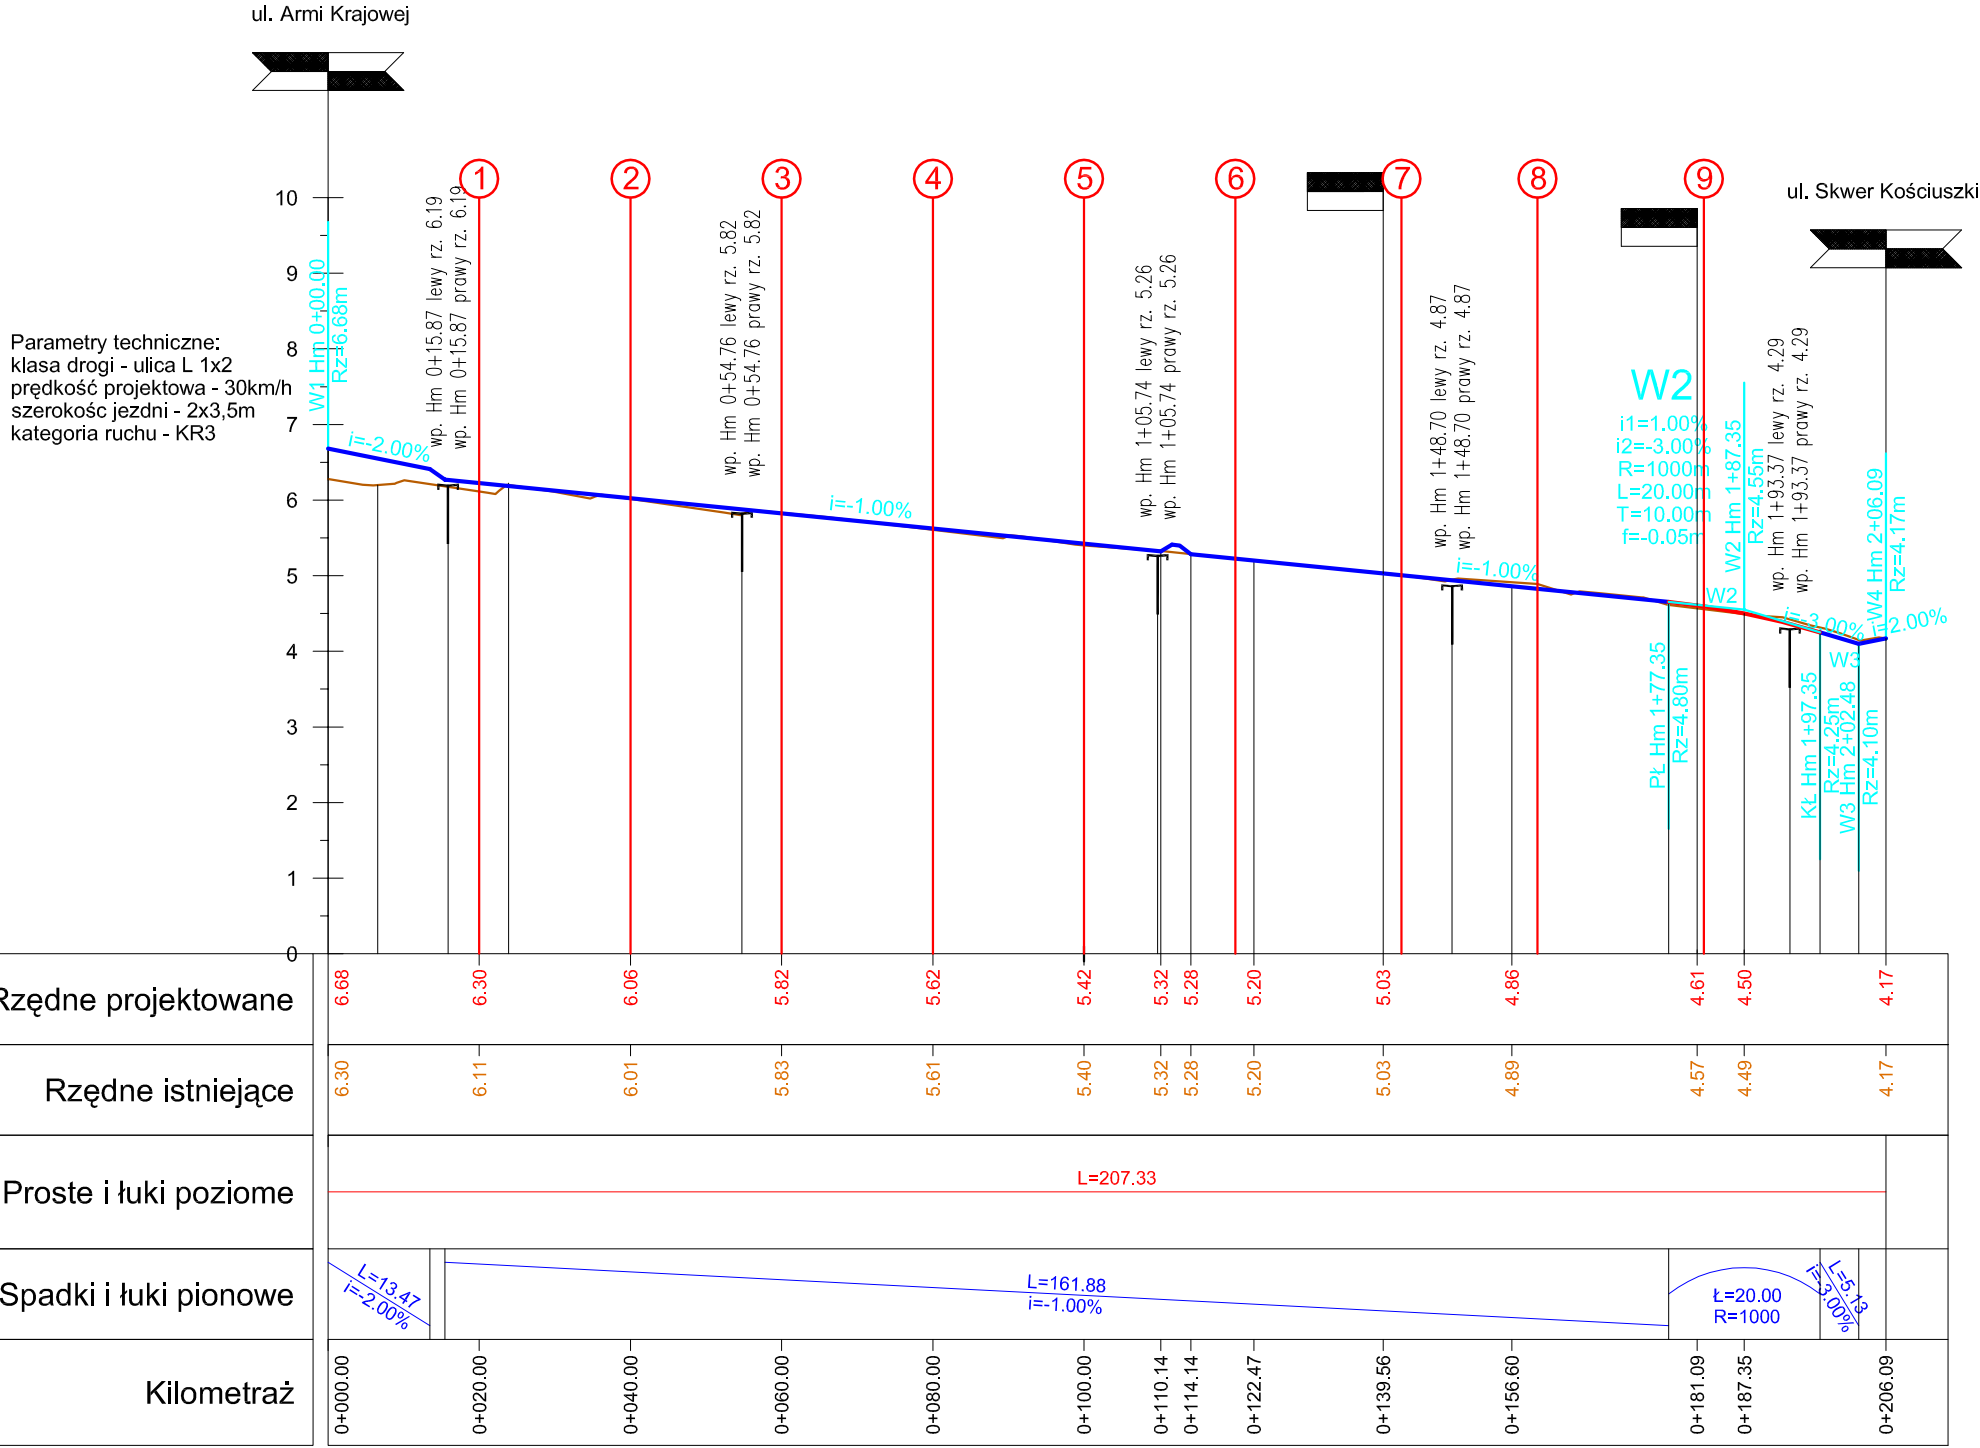 ul. Armi Krajowej
1
2
3
4
5
6
7
8
9
ul. Skwer Kościuszki
10
9
8
7
6
5
4
3
2
1
0
Parametry techniczne:
klasa drogi - ulica L 1x2
prędkość projektowa - 30km/h
szerokośc jezdni - 2x3,5m
kategoria ruchu - KR3
W1 Hm 0+00.00
Rz=6.68m
i=-2.00%
wp. Hm 0+15.87 lewy rz. 6.19
wp. Hm 0+15.87 prawy rz. 6.19
wp. Hm 0+54.76 lewy rz. 5.82
wp. Hm 0+54.76 prawy rz. 5.82
i=-1.00%
wp. Hm 1+05.74 lewy rz. 5.26
wp. Hm 1+05.74 prawy rz. 5.26
wp. Hm 1+48.70 lewy rz. 4.87
wp. Hm 1+48.70 prawy rz. 4.87
i=-1.00%
W2
i1=1.00%
i2=-3.00%
R=1000m
L=20.00m
T=10.00m
f=-0.05m
W2 Hm 1+87.35
Rz=4.55m
W2
wp. Hm 1+93.37 lewy rz. 4.29
wp. Hm 1+93.37 prawy rz. 4.29
i=-3.00%
W4 Hm 2+06.09
Rz=4.17m
i=2.00%
W3
PŁ Hm 1+77.35
Rz=4.80m
KŁ Hm 1+97.35
Rz=4.25m
W3 Hm 2+02.48
Rz=4.10m
Rzędne projektowane
6.68
6.30
6.06
5.82
5.62
5.42
5.32
5.28
5.20
5.03
4.86
4.61
4.50
4.17
Rzędne istniejące
6.30
6.11
6.01
5.83
5.61
5.40
5.32
5.28
5.20
5.03
4.89
4.57
4.49
4.17
Proste i łuki poziome
L=207.33
Spadki i łuki pionowe
L=13.47
i=-2.00%
L=161.88
i=-1.00%
Ł=20.00
R=1000
L=5.13
i=-3.00%
Kilometraż
0+000.00
0+020.00
0+040.00
0+060.00
0+080.00
0+100.00
0+110.14
0+114.14
0+122.47
0+139.56
0+156.60
0+181.09
0+187.35
0+206.09